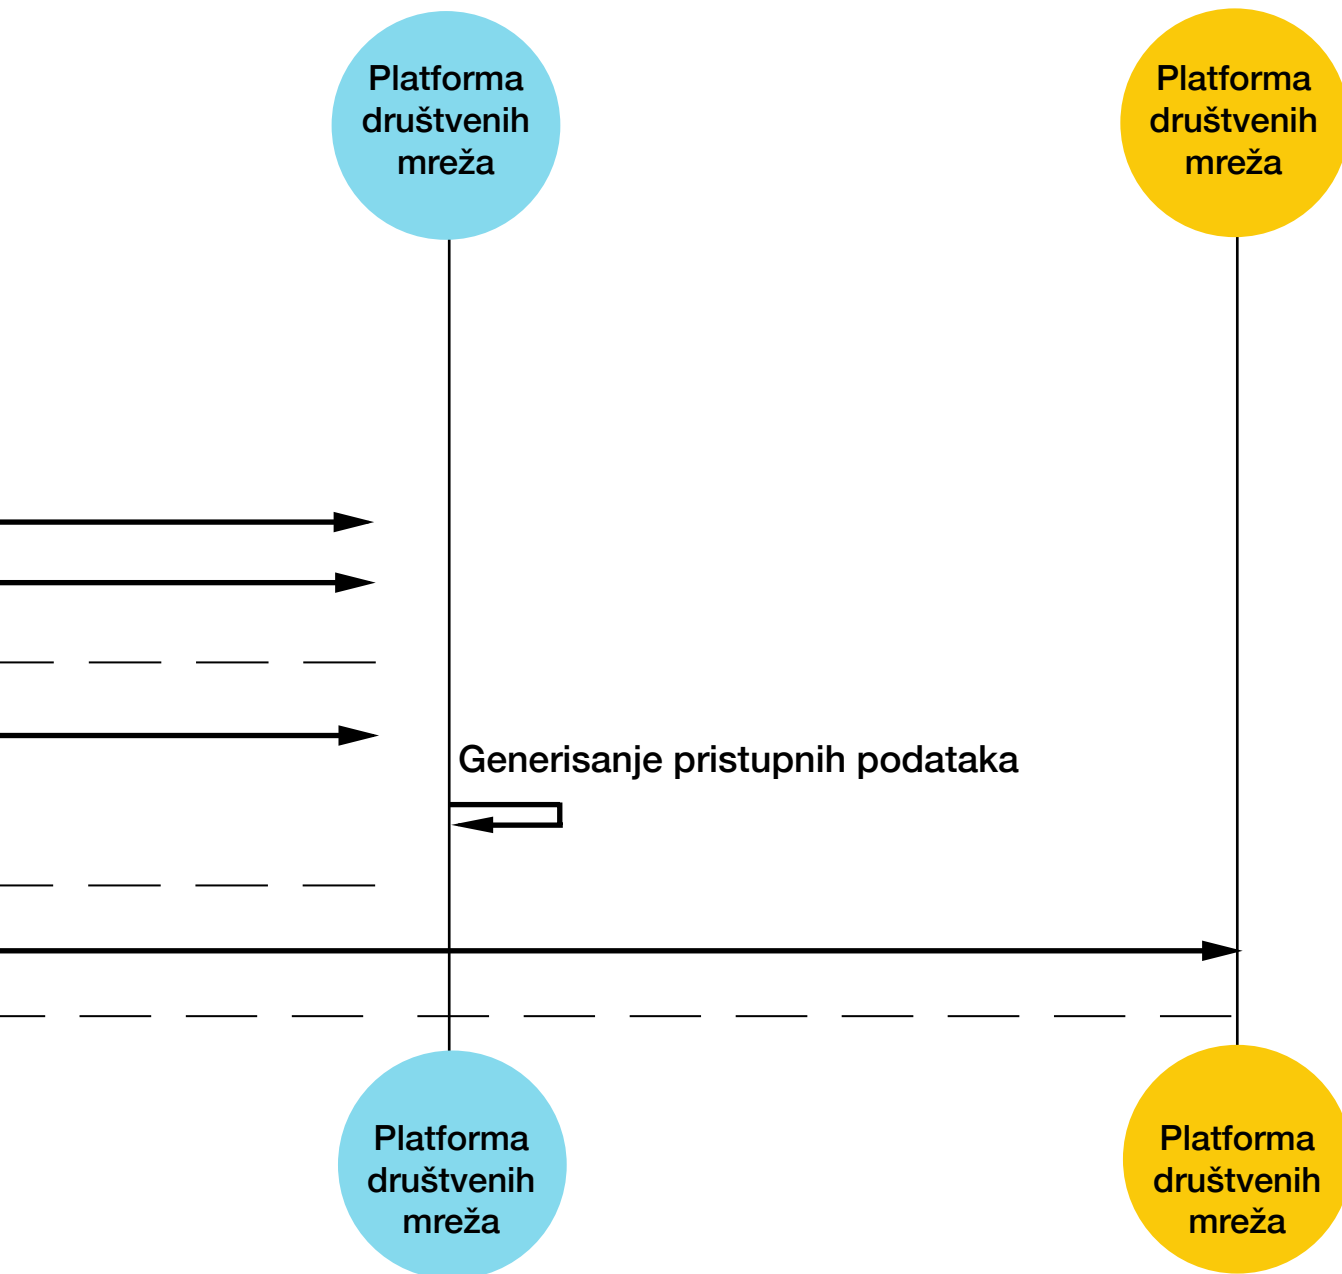 Platforma
društvenih
mreža
Platforma
društvenih
mreža
Generisanje pristupnih podataka
Platforma
društvenih
mreža
Platforma
društvenih
mreža